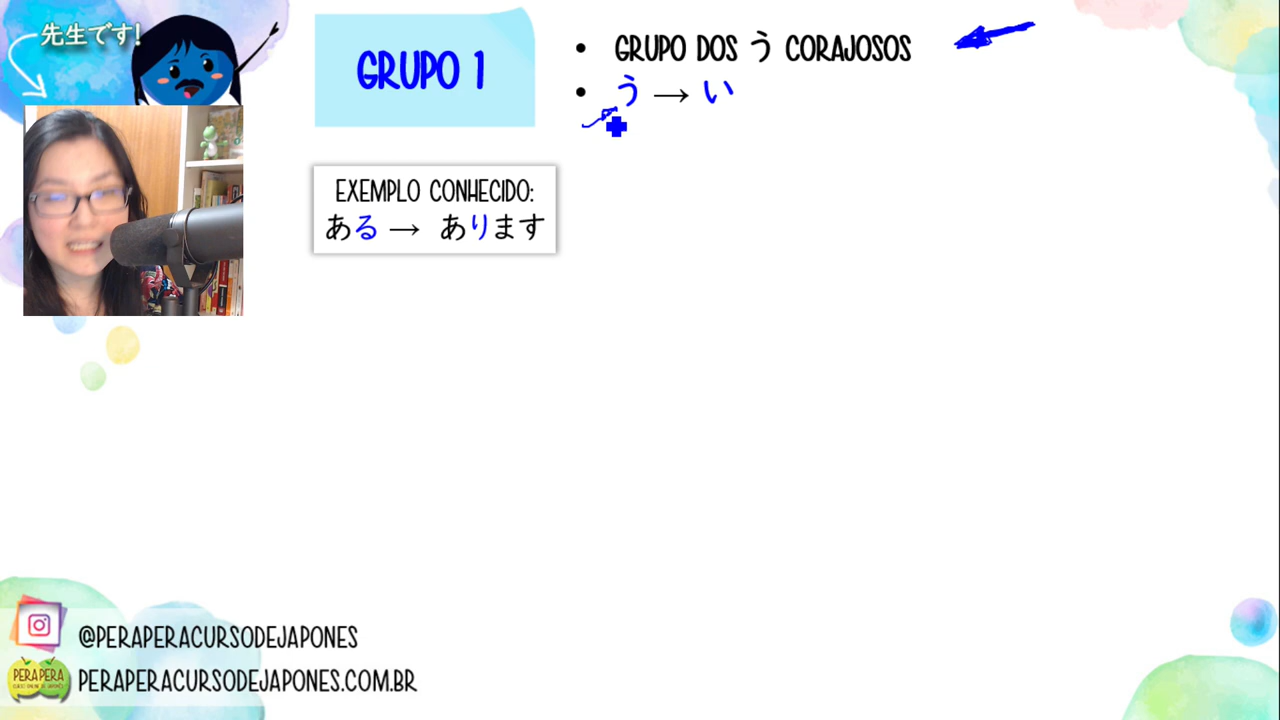 先生です!
GRUPO 1
• GRUPO DOS う CORAJOSOS
• う → い
EXEMPLO CONHECIDO:
ある → あります
@PERAPERACURSODEJAPONES
PERAPERA
PERAPERACURSODEJAPONES.COM.BR